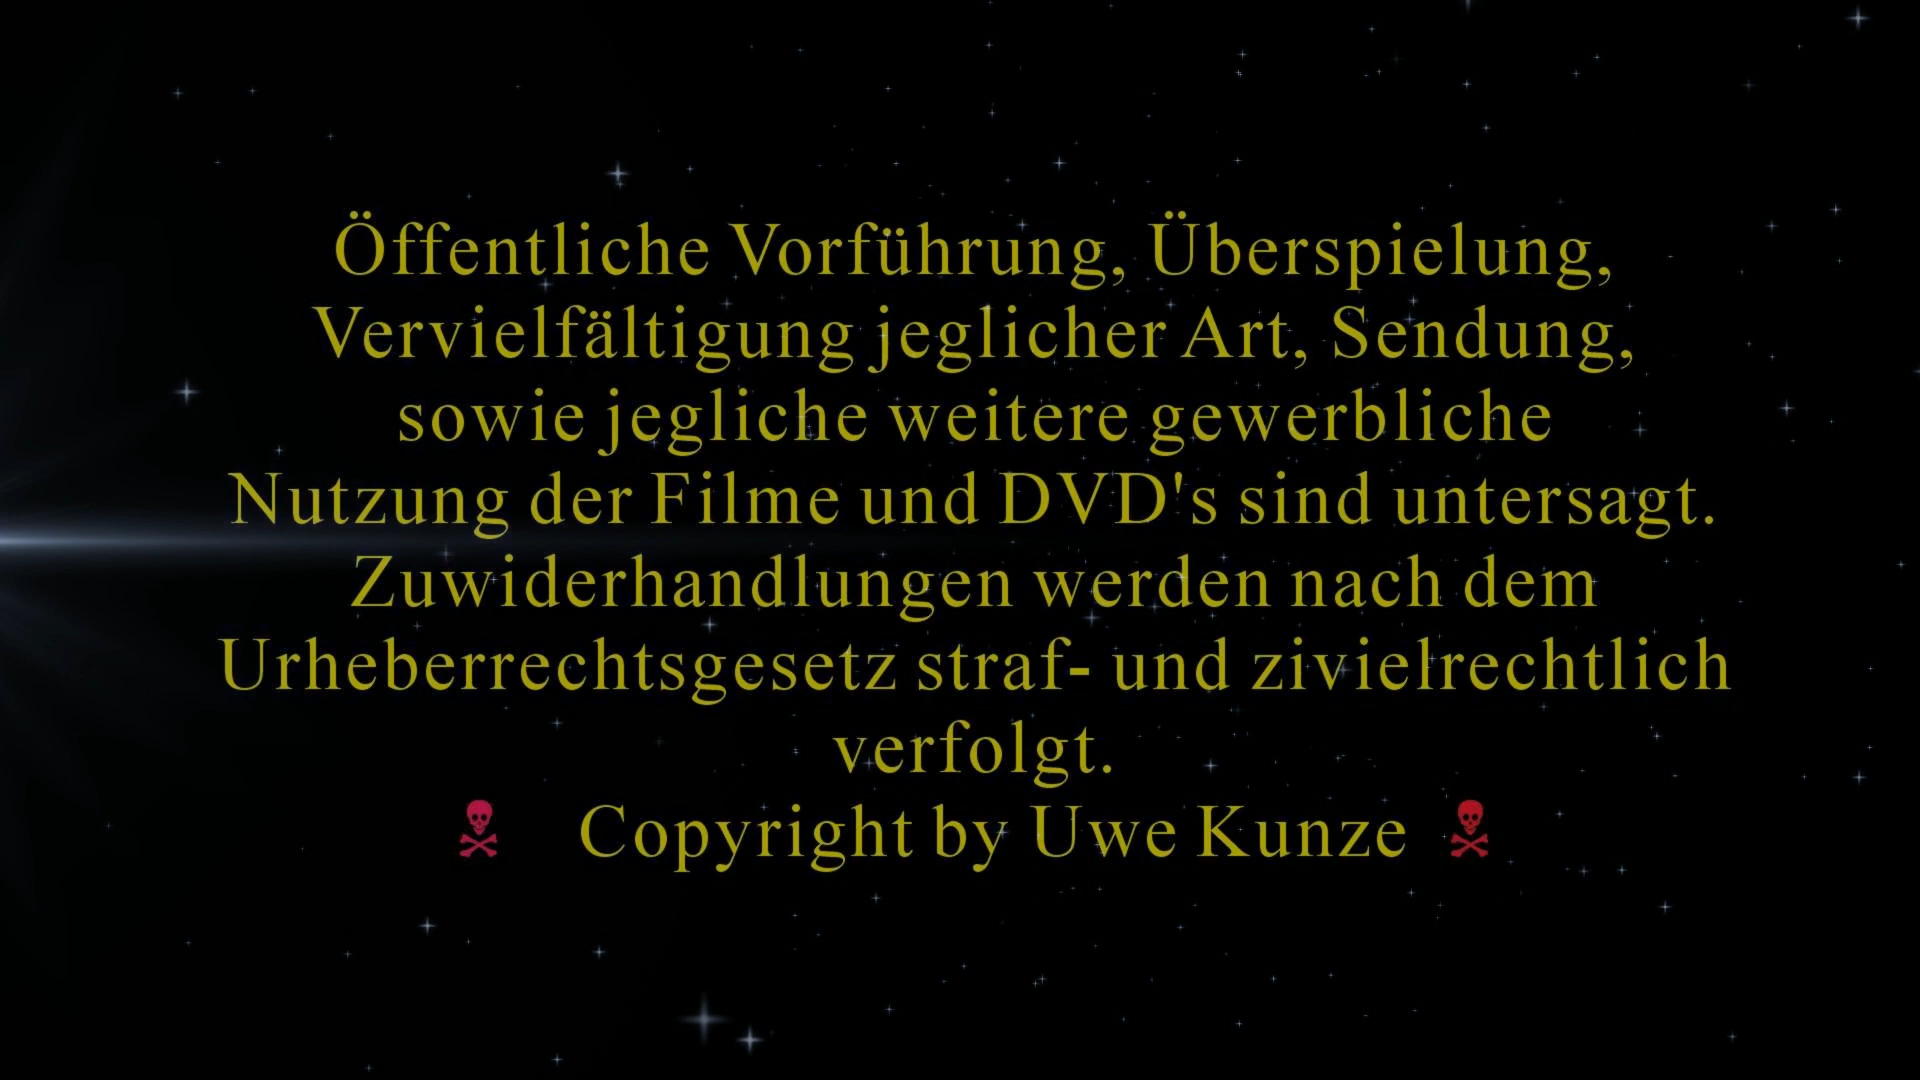 Öffentliche Vorführung, Überspielung,
Vervielfältigung jeglicher Art, Sendung,
sowie jegliche weitere gewerbliche
Nutzung der Filme und DVD's sind untersagt.
Zuwiderhandlungen werden nach dem
Urheberrechtsgesetz straf- und zivielrechtlich
verfolgt.
Copyright by Uwe Kunze